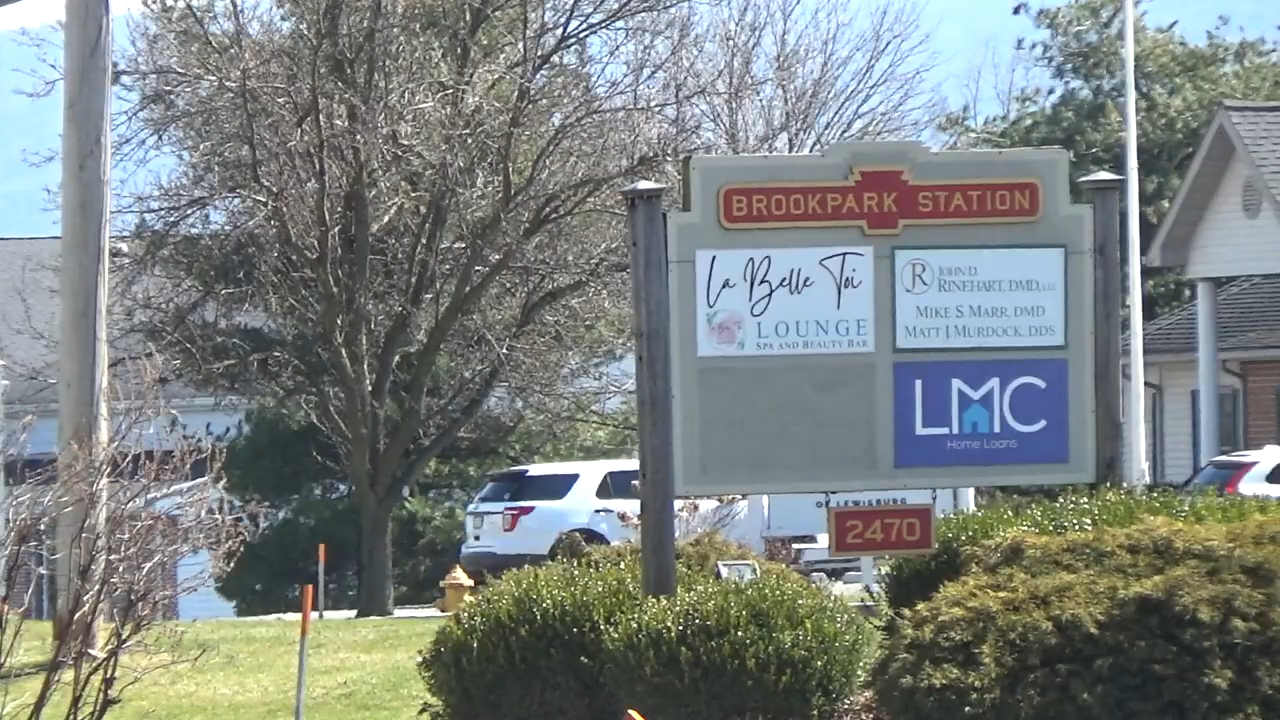 BROOKPARK STATION
La Belle Toi
LOUNGE
SPA AND BEAUTY BAR
R
JOHN D.
RINEHART, DMD, LLC
MIKE S. MARR, DMD
MATT J. MURDOCK, DDS
LMC
Home Loans
OF LEWISBURG
2470